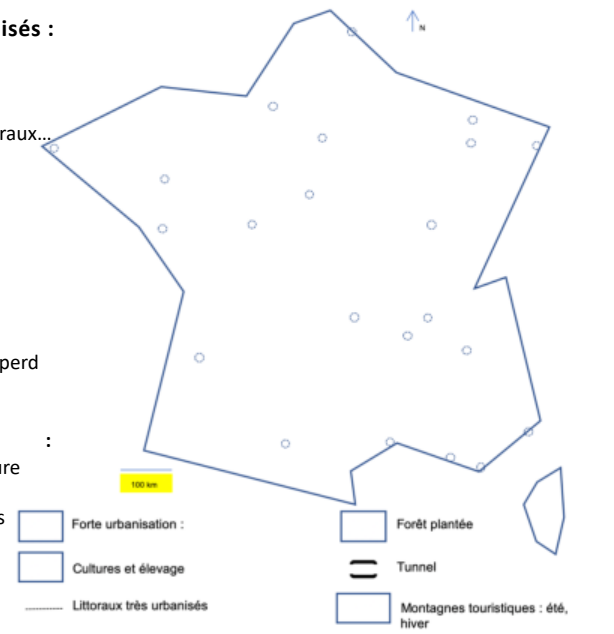 isés :
N
raux...
perd
:
ure
s
100 km
Forte urbanisation :
Forêt plantée
Cultures et élevage
Tunnel
Littoraux très urbanisés
Montagnes touristiques : été,
hiver